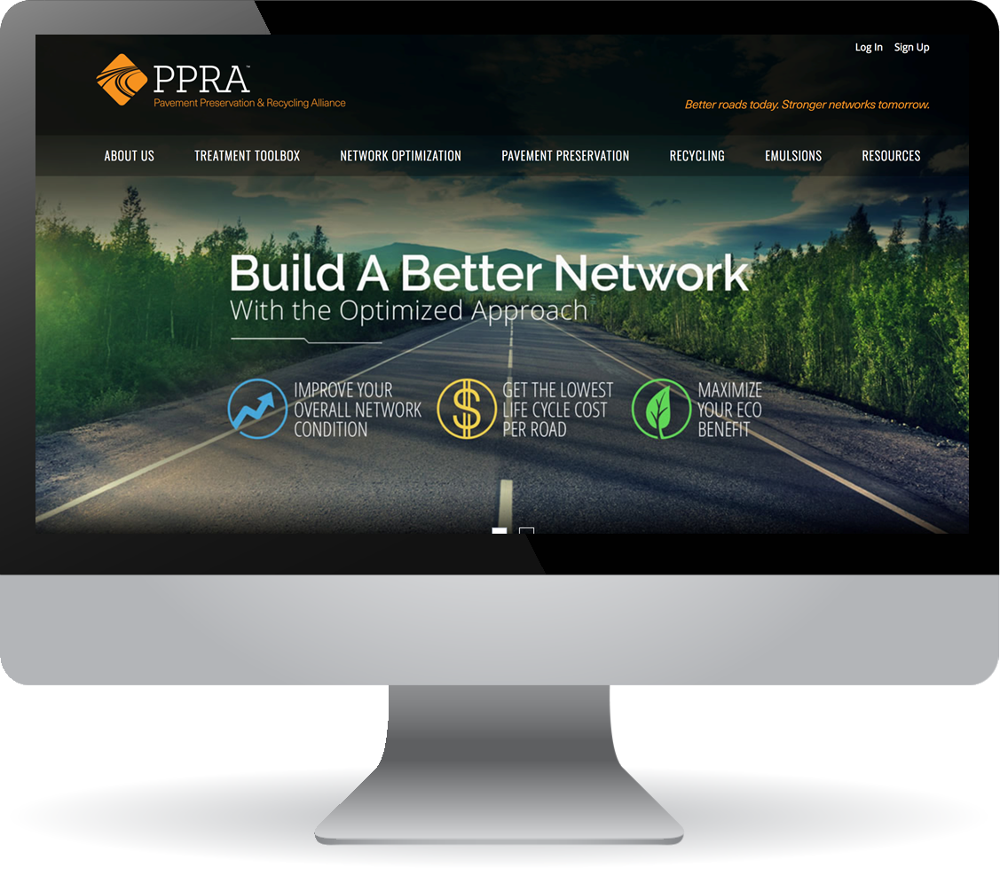 Log In Sign Up
PPRA™
Pavement Preservation & Recycling Alliance
Better roads today. Stronger networks tomorrow.
ABOUT US TREATMENT TOOLBOX NETWORK OPTIMIZATION PAVEMENT PRESERVATION RECYCLING EMULSIONS RESOURCES
Build A Better Network
With the Optimized Approach
IMPROVE YOUR
OVERALL NETWORK
CONDITION
$
GET THE LOWEST
LIFE CYCLE COST
PER ROAD
MAXIMIZE
YOUR ECO
BENEFIT